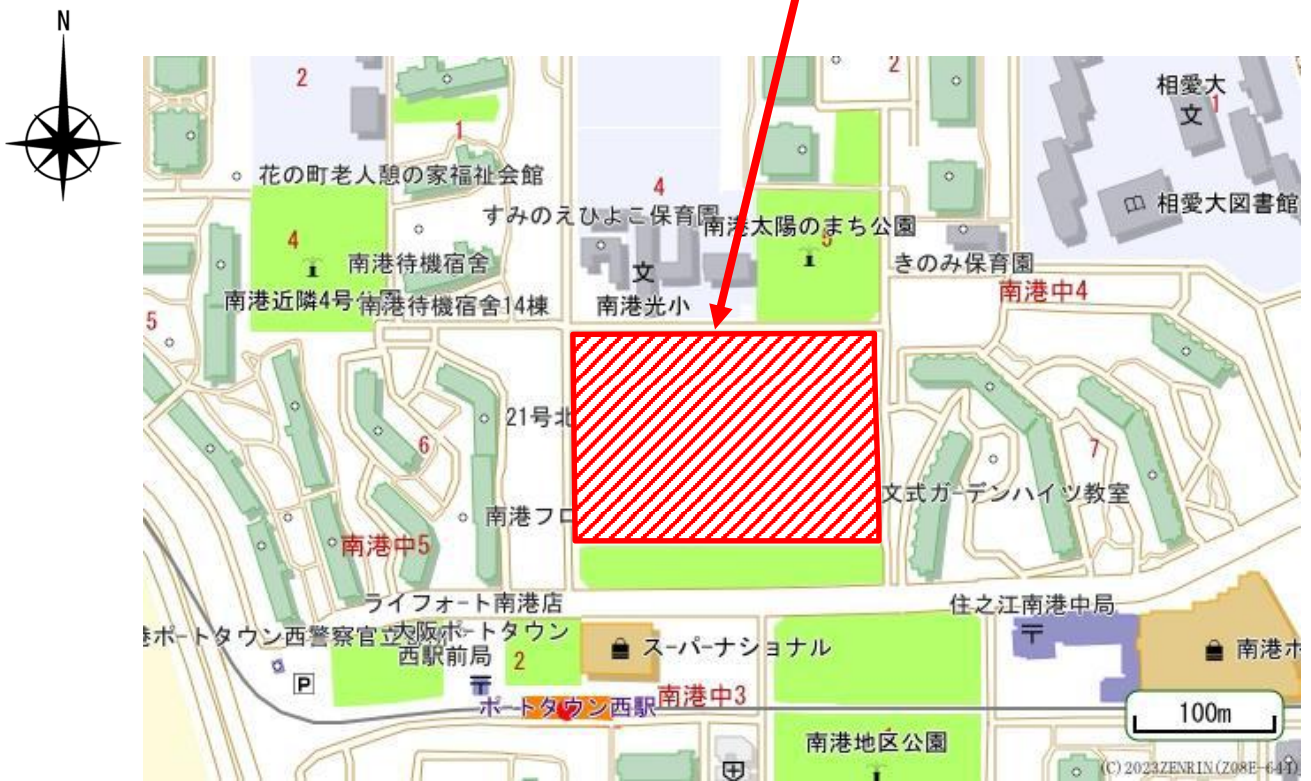 N
2
2
相愛大
文
1
1
花の町老人憩の家福祉会館
4
すみのえひよこ保育園
相愛大図書館
南港太陽のまち公園
4
5
南港待機宿舎
文
きのみ保育園
南港近隣4号公園
南港待機宿舎14棟
南港光小
南港中4
5
21号北
6
7
文式ガーデンハイツ教室
南港フロ
南港中5
ライフォート南港店
住之江南港中局
〒
港ポートタウン西警察官立
大阪ポートタウン
西駅前局
2
スーパーナショナル
南港ポ
P
〒
南港中3
ポートタウン西駅
100m
南港地区公園
(C)2023ZENRIN(Z08E-641)